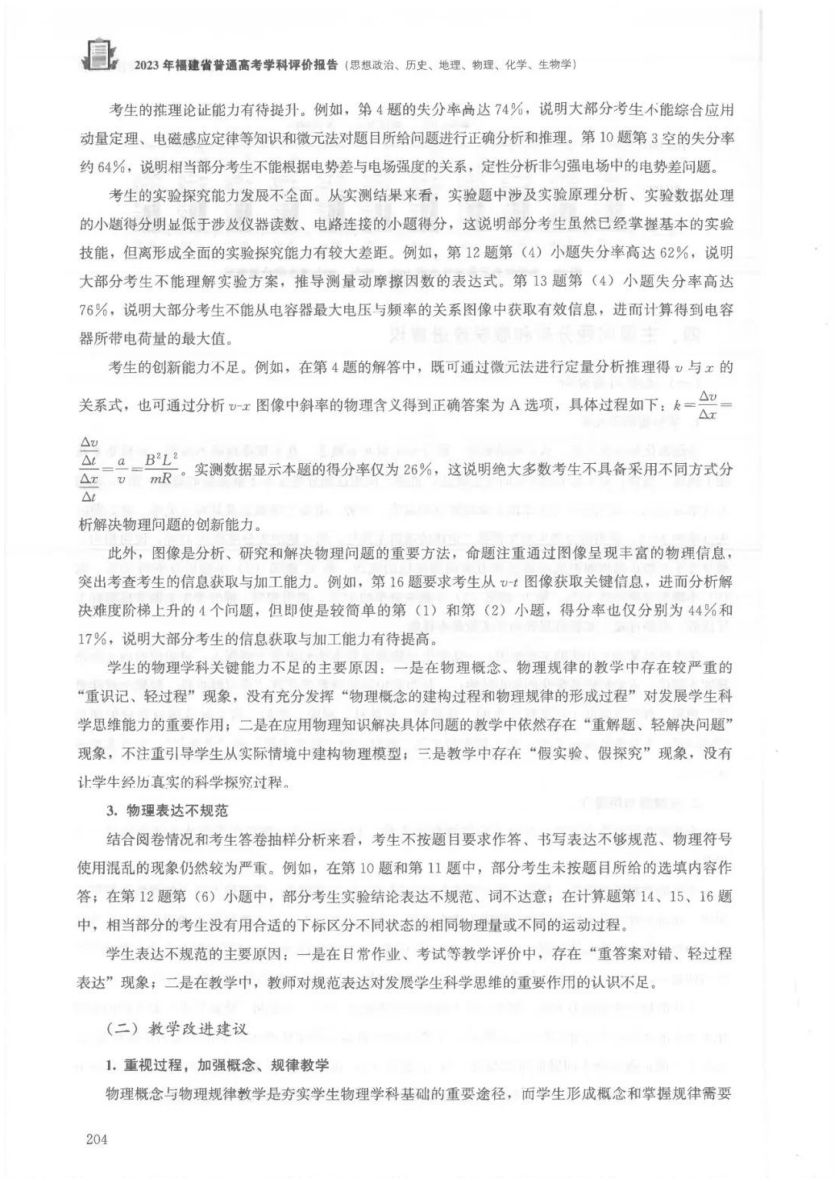 2023 年福建省普通高考学科评价报告（思想政治、历史、地理、物理、化学、生物学）
考生的推理论证能力有待提升。例如，第 4 题的失分率高达 74%，说明大部分考生不能综合应用
动量定理、电磁感应定律等知识和微元法对题目所给问题进行正确分析和推理。第 10 题第 3 空的失分率
约 64%，说明相当部分考生不能根据电势差与电场强度的关系，定性分析非匀强电场中的电势差问题。
考生的实验探究能力发展不全面。从实测结果来看，实验题中涉及实验原理分析、实验数据处理
的小题得分明显低于涉及仪器读数、电路连接的小题得分，这说明部分考生虽然已经掌握基本的实验
技能，但离形成全面的实验探究能力有较大差距。例如，第 12 题第（4）小题失分率高达 62%，说明
大部分考生不能理解实验方案，推导测量动摩擦因数的表达式。第 13 题第（4）小题失分率高达
76%，说明大部分考生不能从电容器最大电压与频率的关系图像中获取有效信息，进而计算得到电容
器所带电荷量的最大值。
考生的创新能力不足。例如，在第 4 题的解答中，既可通过微元法进行定量分析推理得 v 与 x 的
关系式，也可通过分析 v-x 图像中斜率的物理含义得到正确答案为 A 选项，具体过程如下：k=Δv/Δx=
(Δv/Δt)/(Δx/Δt)=a/v=B²L²/mR。实测数据显示本题的得分率仅为 26%，这说明绝大多数考生不具备采用不同方式分
析解决物理问题的创新能力。
此外，图像是分析、研究和解决物理问题的重要方法，命题注重通过图像呈现丰富的物理信息，
突出考查考生的信息获取与加工能力。例如，第 16 题要求考生从 v-t 图像获取关键信息，进而分析解
决难度阶梯上升的 4 个问题，但即使是较简单的第（1）和第（2）小题，得分率也仅分别为 44%和
17%，说明大部分考生的信息获取与加工能力有待提高。
学生的物理学科关键能力不足的主要原因：一是在物理概念、物理规律的教学中存在较严重的
“重识记、轻过程”现象，没有充分发挥“物理概念的建构过程和物理规律的形成过程”对发展学生科
学思维能力的重要作用；二是在应用物理知识解决具体问题的教学中依然存在“重解题、轻解决问题”
现象，不注重引导学生从实际情境中建构物理模型；三是教学中存在“假实验、假探究”现象，没有
让学生经历真实的科学探究过程。
3. 物理表达不规范
结合阅卷情况和考生答卷抽样分析来看，考生不按题目要求作答、书写表达不够规范、物理符号
使用混乱的现象仍然较为严重。例如，在第 10 题和第 11 题中，部分考生未按题目所给的选填内容作
答；在第 12 题第（6）小题中，部分考生实验结论表达不规范、词不达意；在计算题第 14、15、16 题
中，相当部分的考生没有用合适的下标区分不同状态的相同物理量或不同的运动过程。
学生表达不规范的主要原因：一是在日常作业、考试等教学评价中，存在“重答案对错、轻过程
表达”现象；二是在教学中，教师对规范表达对发展学生科学思维的重要作用的认识不足。
（二）教学改进建议
1. 重视过程，加强概念、规律教学
物理概念与物理规律教学是夯实学生物理学科基础的重要途径，而学生形成概念和掌握规律需要
204